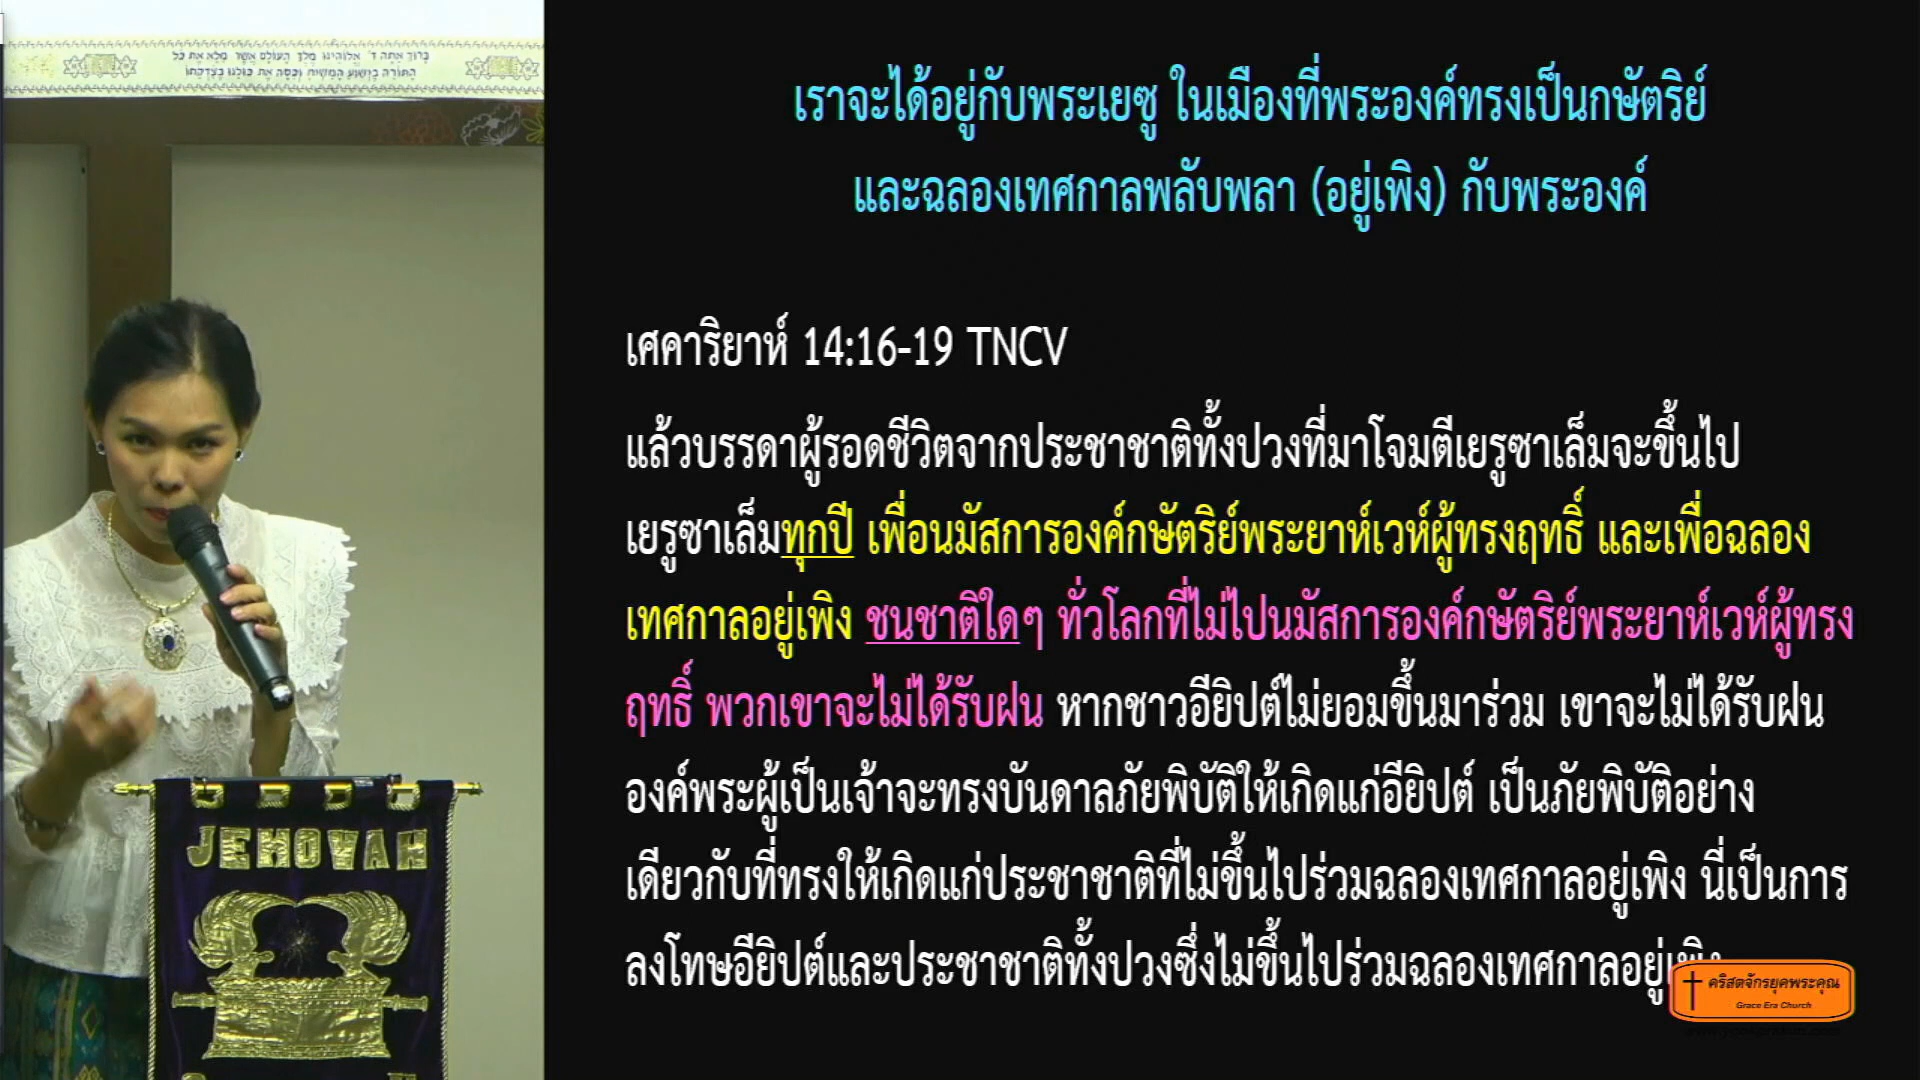 בָּרוּךְ אַתָּה ד׳ אֱלוֹהֵינוּ מֶלֶךְ הָעוֹלָם אֲשֶׁר מָלֵא אֶת כָּל
הַתּוֹרָה בְּיֵשׁוּעַ הַמָּשִׁיחַ וּכִסָּה אֶת כּוּלָּנוּ בְּצִדְקָתוֹ
เราจะได้อยู่กับพระเยซู ในเมืองที่พระองค์ทรงเป็นกษัตริย์
และฉลองเทศกาลพลับพลา (อยู่เพิง) กับพระองค์
เศคาริยาห์ 14:16-19 TNCV
แล้วบรรดาผู้รอดชีวิตจากประชาชาติทั้งปวงที่มาโจมตีเยรูซาเล็มจะขึ้นไป
เยรูซาเล็มทุกปี เพื่อนมัสการองค์กษัตริย์พระยาห์เวห์ผู้ทรงฤทธิ์ และเพื่อฉลอง
เทศกาลอยู่เพิง ชนชาติใดๆ ทั่วโลกที่ไม่ไปนมัสการองค์กษัตริย์พระยาห์เวห์ผู้ทรง
ฤทธิ์ พวกเขาจะไม่ได้รับฝน หากชาวอียิปต์ไม่ยอมขึ้นมาร่วม เขาจะไม่ได้รับฝน
องค์พระผู้เป็นเจ้าจะทรงบันดาลภัยพิบัติให้เกิดแก่อียิปต์ เป็นภัยพิบัติอย่าง
เดียวกับที่ทรงให้เกิดแก่ประชาชาติที่ไม่ขึ้นไปร่วมฉลองเทศกาลอยู่เพิง นี่เป็นการ
ลงโทษอียิปต์และประชาชาติทั้งปวงซึ่งไม่ขึ้นไปร่วมฉลองเทศกาลอยู่เพิง
JEHOVAH
คริสตจักรยุคพระคุณ
Grace Era Church